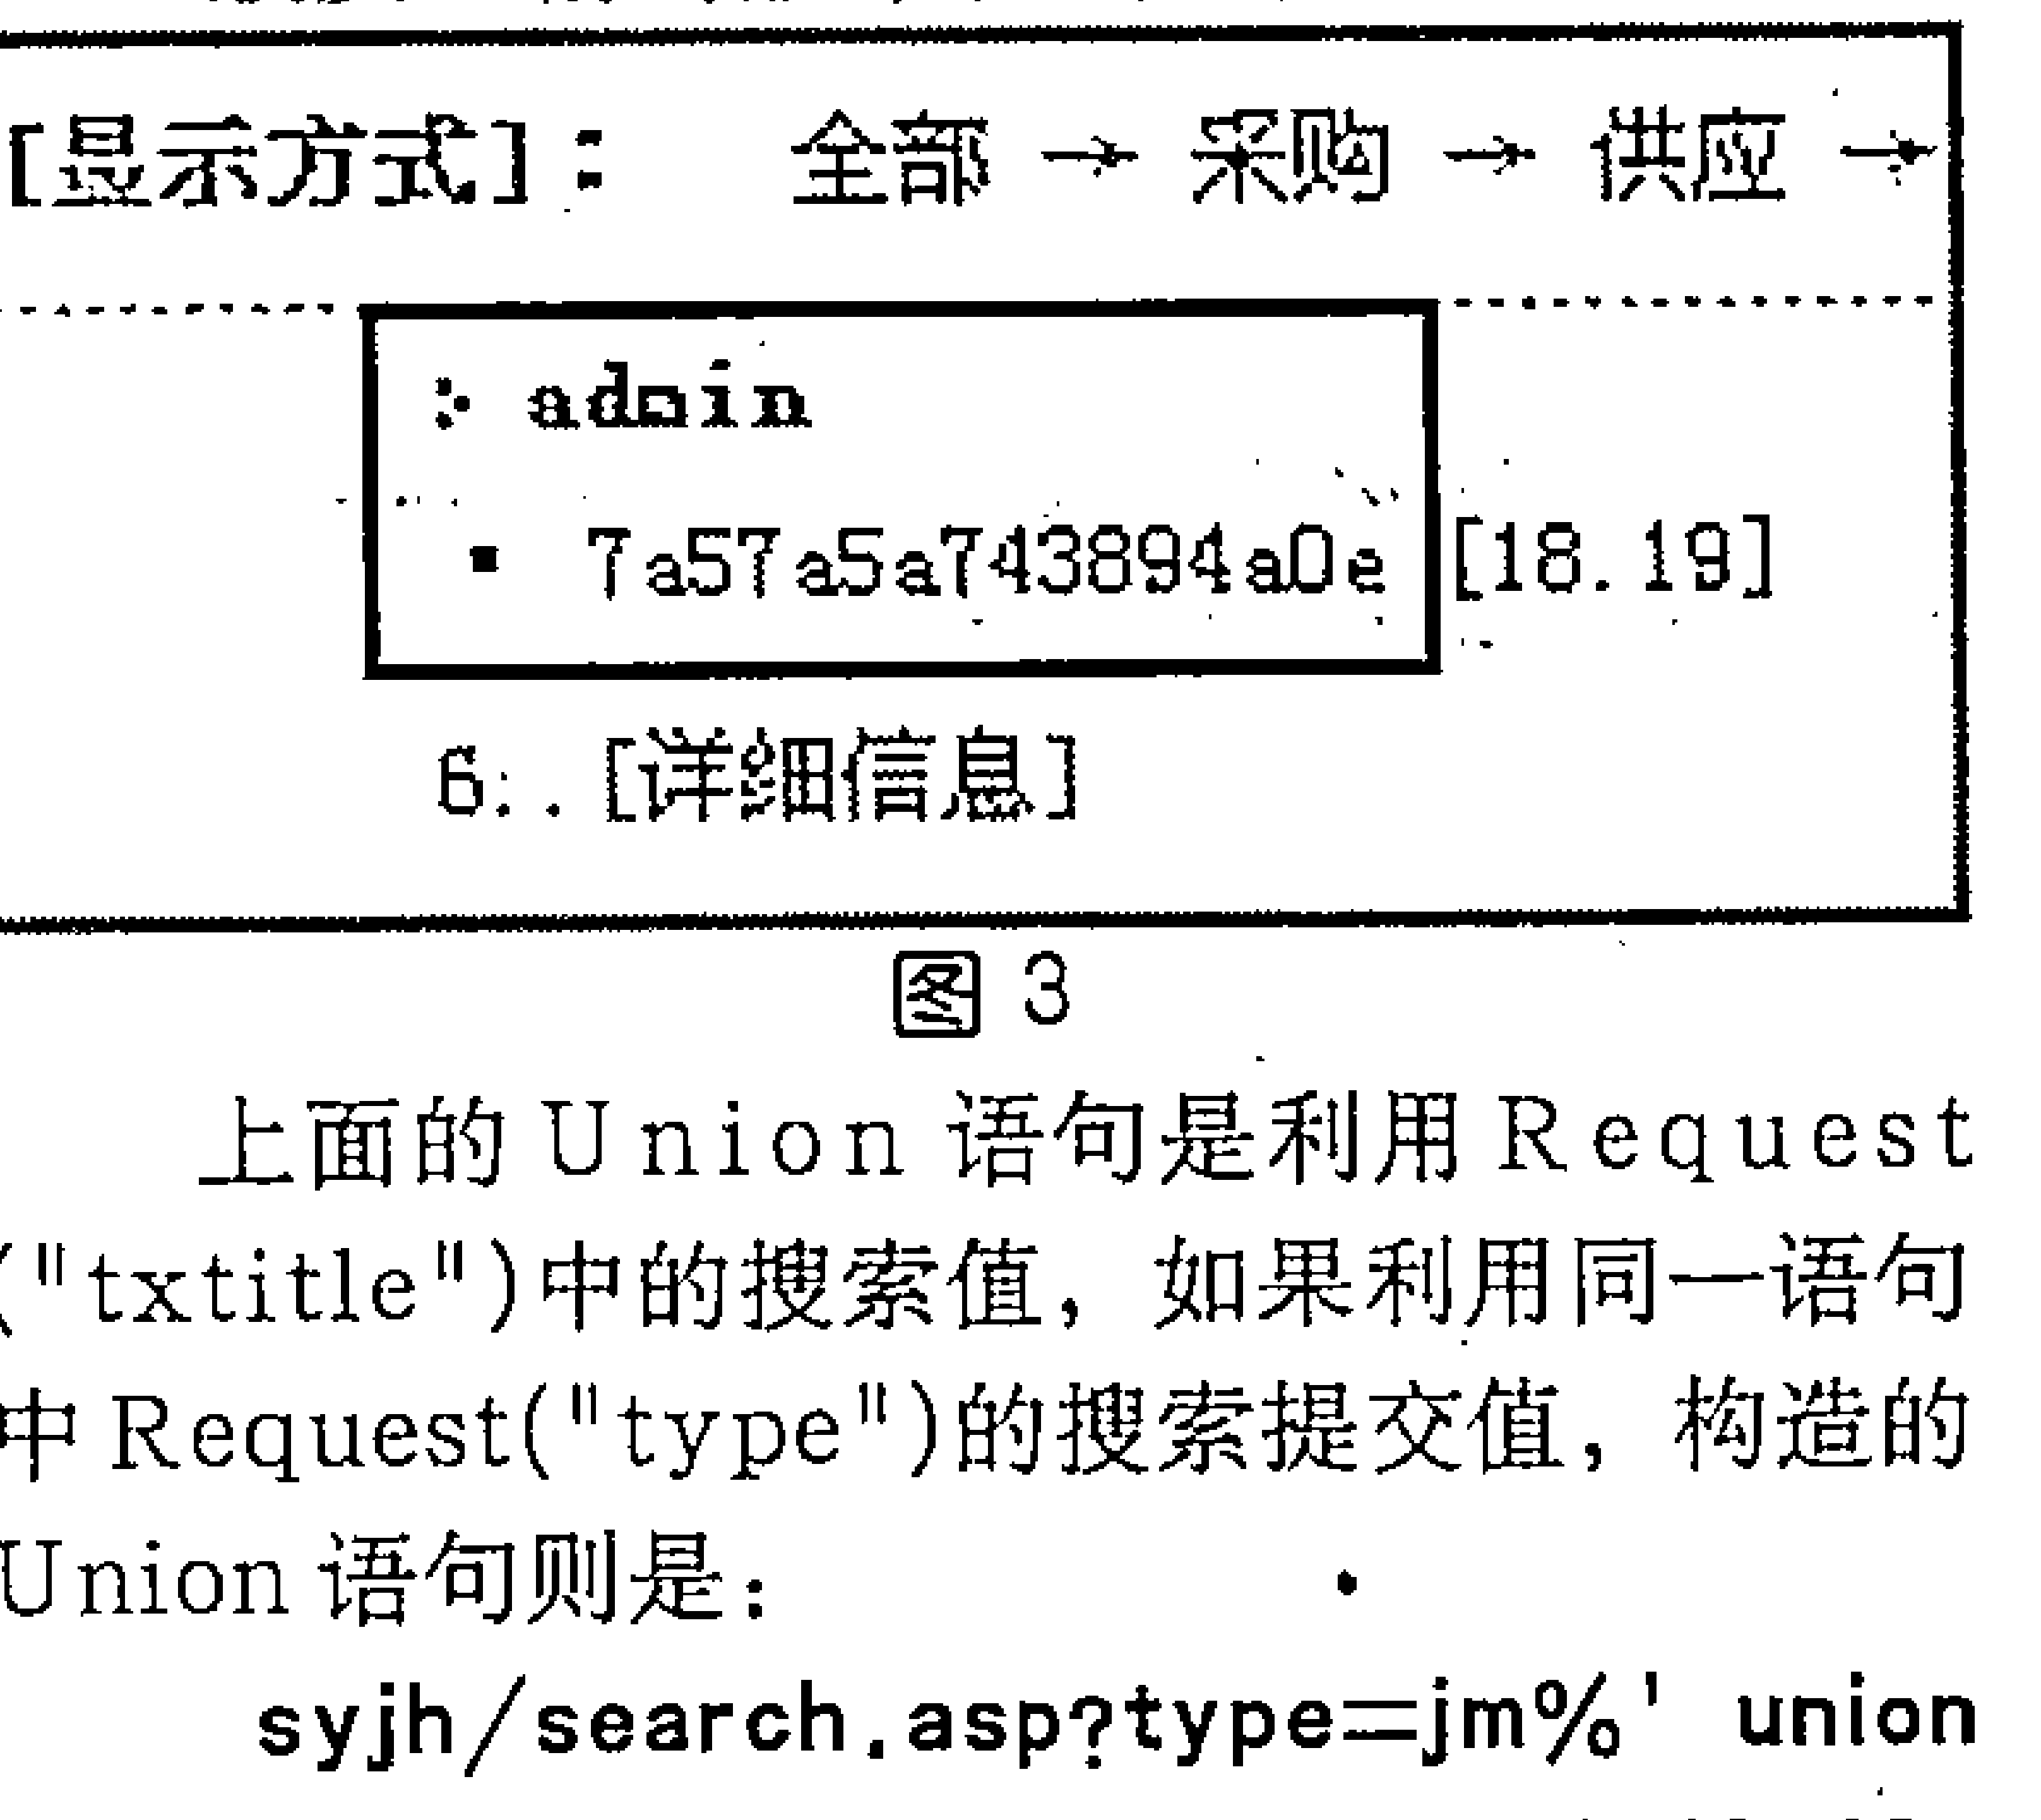 [显示方式]： 全部 → 采购 → 供应 →
admin
▪ 7a57a5a743894a0e [18.19]
6:. [详细信息]
图 3
上面的 Union 语句是利用 Request
("txtitle")中的搜索值，如果利用同一语句
中 Request("type")的搜索提交值，构造的
Union 语句则是：
syjh/search.asp?type=jm%' union